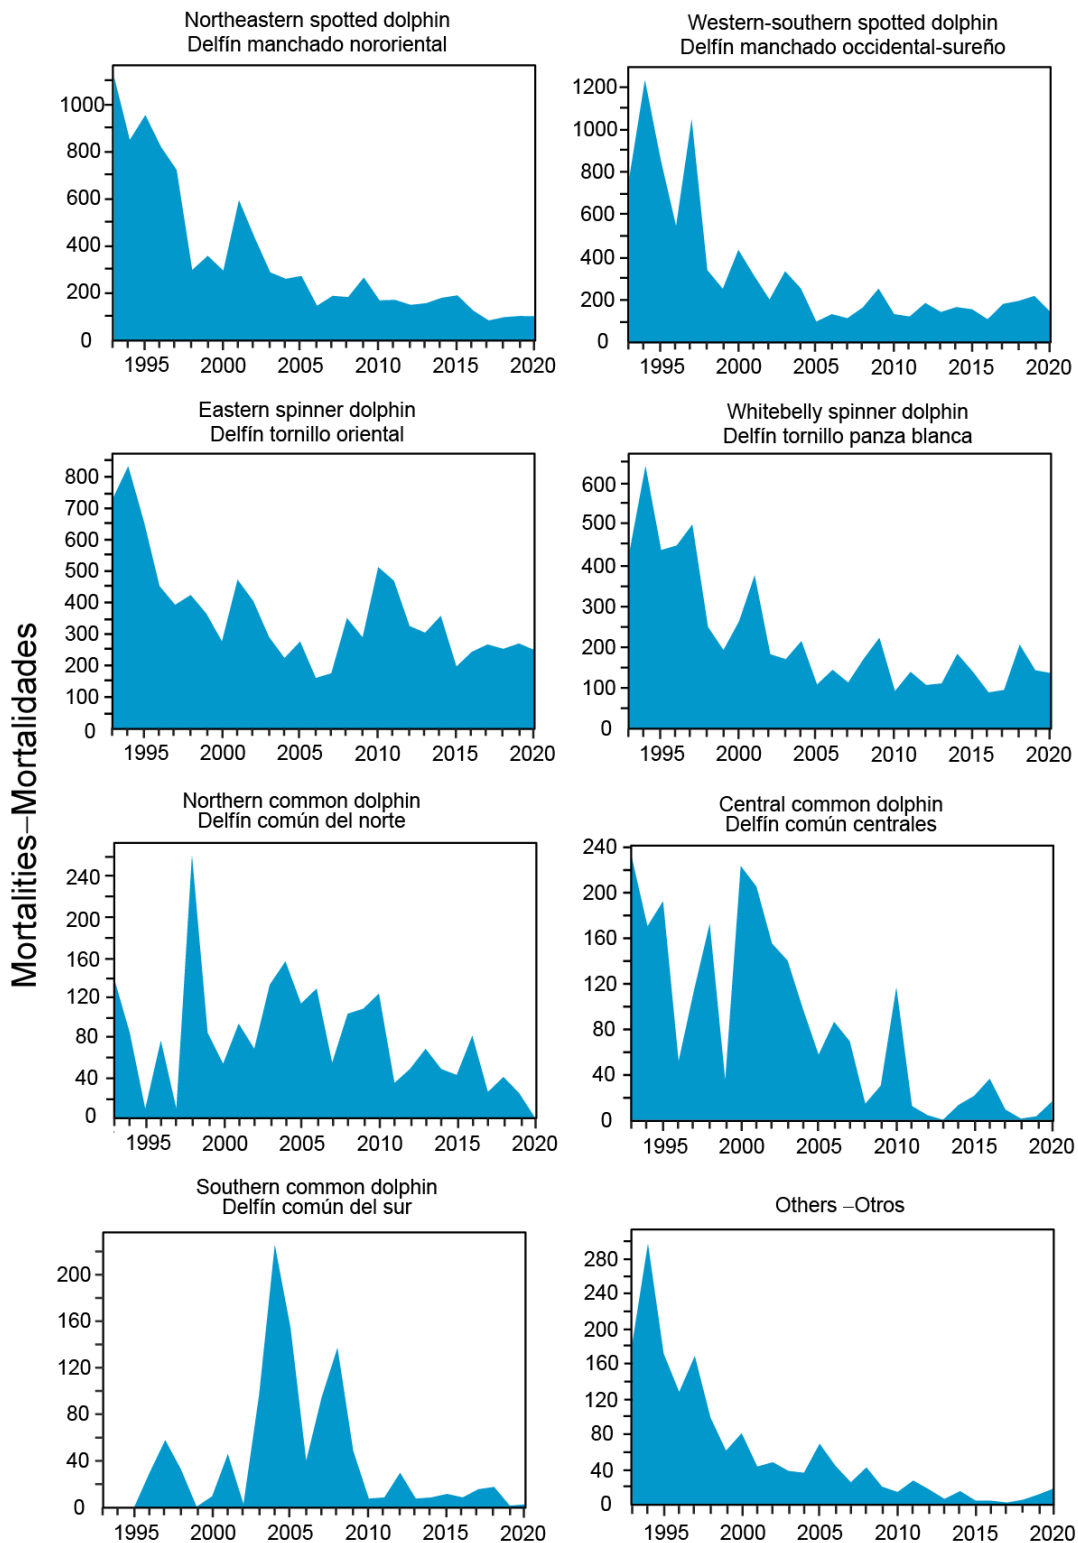 Northeastern spotted dolphin
Delfín manchado nororiental
1000
800
600
400
200
0
1995 2000 2005 2010 2015 2020
Western-southern spotted dolphin
Delfín manchado occidental-sureño
1200
1000
800
600
400
200
0
1995 2000 2005 2010 2015 2020
Eastern spinner dolphin
Delfín tornillo oriental
800
700
600
500
400
300
200
100
0
1995 2000 2005 2010 2015 2020
Whitebelly spinner dolphin
Delfín tornillo panza blanca
600
500
400
300
200
100
0
1995 2000 2005 2010 2015 2020
Mortalities–Mortalidades
Northern common dolphin
Delfín común del norte
240
200
160
120
80
40
0
1995 2000 2005 2010 2015 2020
Central common dolphin
Delfín común centrales
240
200
160
120
80
40
0
1995 2000 2005 2010 2015 2020
Southern common dolphin
Delfín común del sur
200
160
120
80
40
0
1995 2000 2005 2010 2015 2020
Others –Otros
280
240
200
160
120
80
40
0
1995 2000 2005 2010 2015 2020